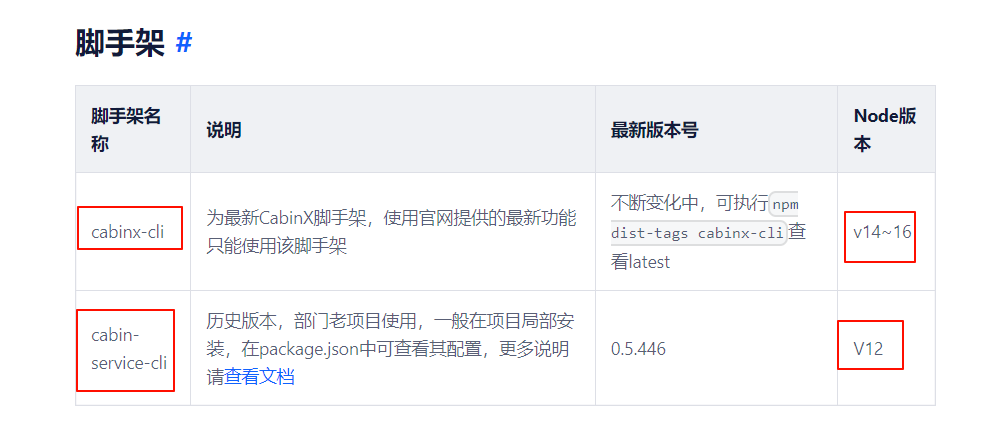 脚手架 #
脚手架名
称
说明
最新版本号
Node版
本
cabinx-cli
为最新CabinX脚手架，使用官网提供的最新功能
只能使用该脚手架
不断变化中，可执行npm
dist-tags cabinx-cli查
看latest
v14~16
cabin-
service-cli
历史版本，部门老项目使用，一般在项目局部安
装，在package.json中可查看其配置，更多说明
请查看文档
0.5.446
V12